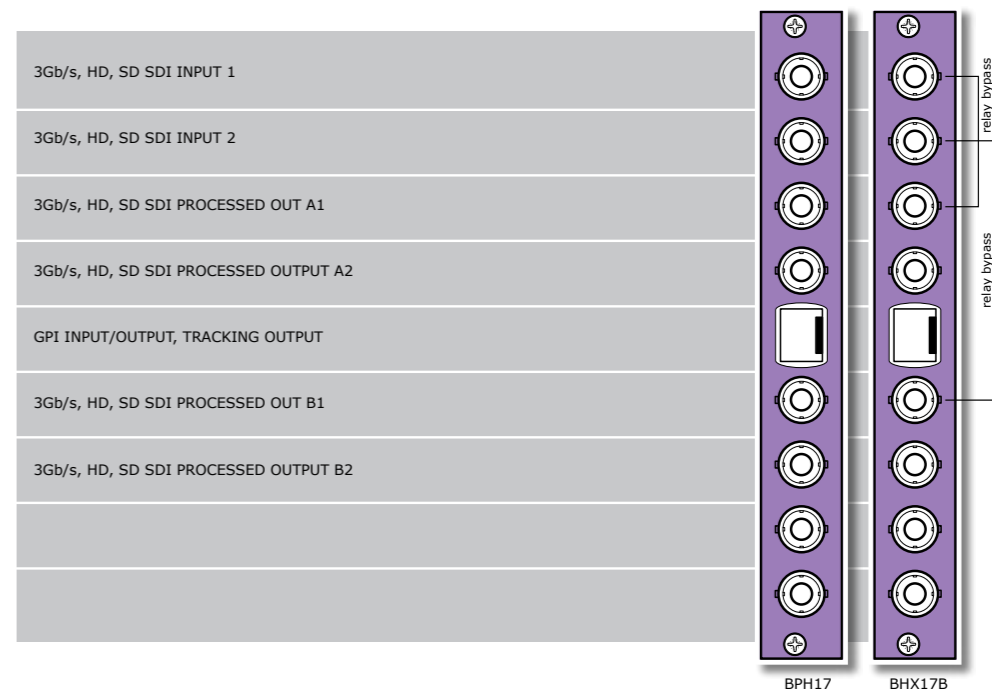 3Gb/s, HD, SD SDI INPUT 1
relay bypass
3Gb/s, HD, SD SDI INPUT 2
3Gb/s, HD, SD SDI PROCESSED OUT A1
3Gb/s, HD, SD SDI PROCESSED OUTPUT A2
relay bypass
GPI INPUT/OUTPUT, TRACKING OUTPUT
3Gb/s, HD, SD SDI PROCESSED OUT B1
3Gb/s, HD, SD SDI PROCESSED OUTPUT B2
BPH17
BHX17B